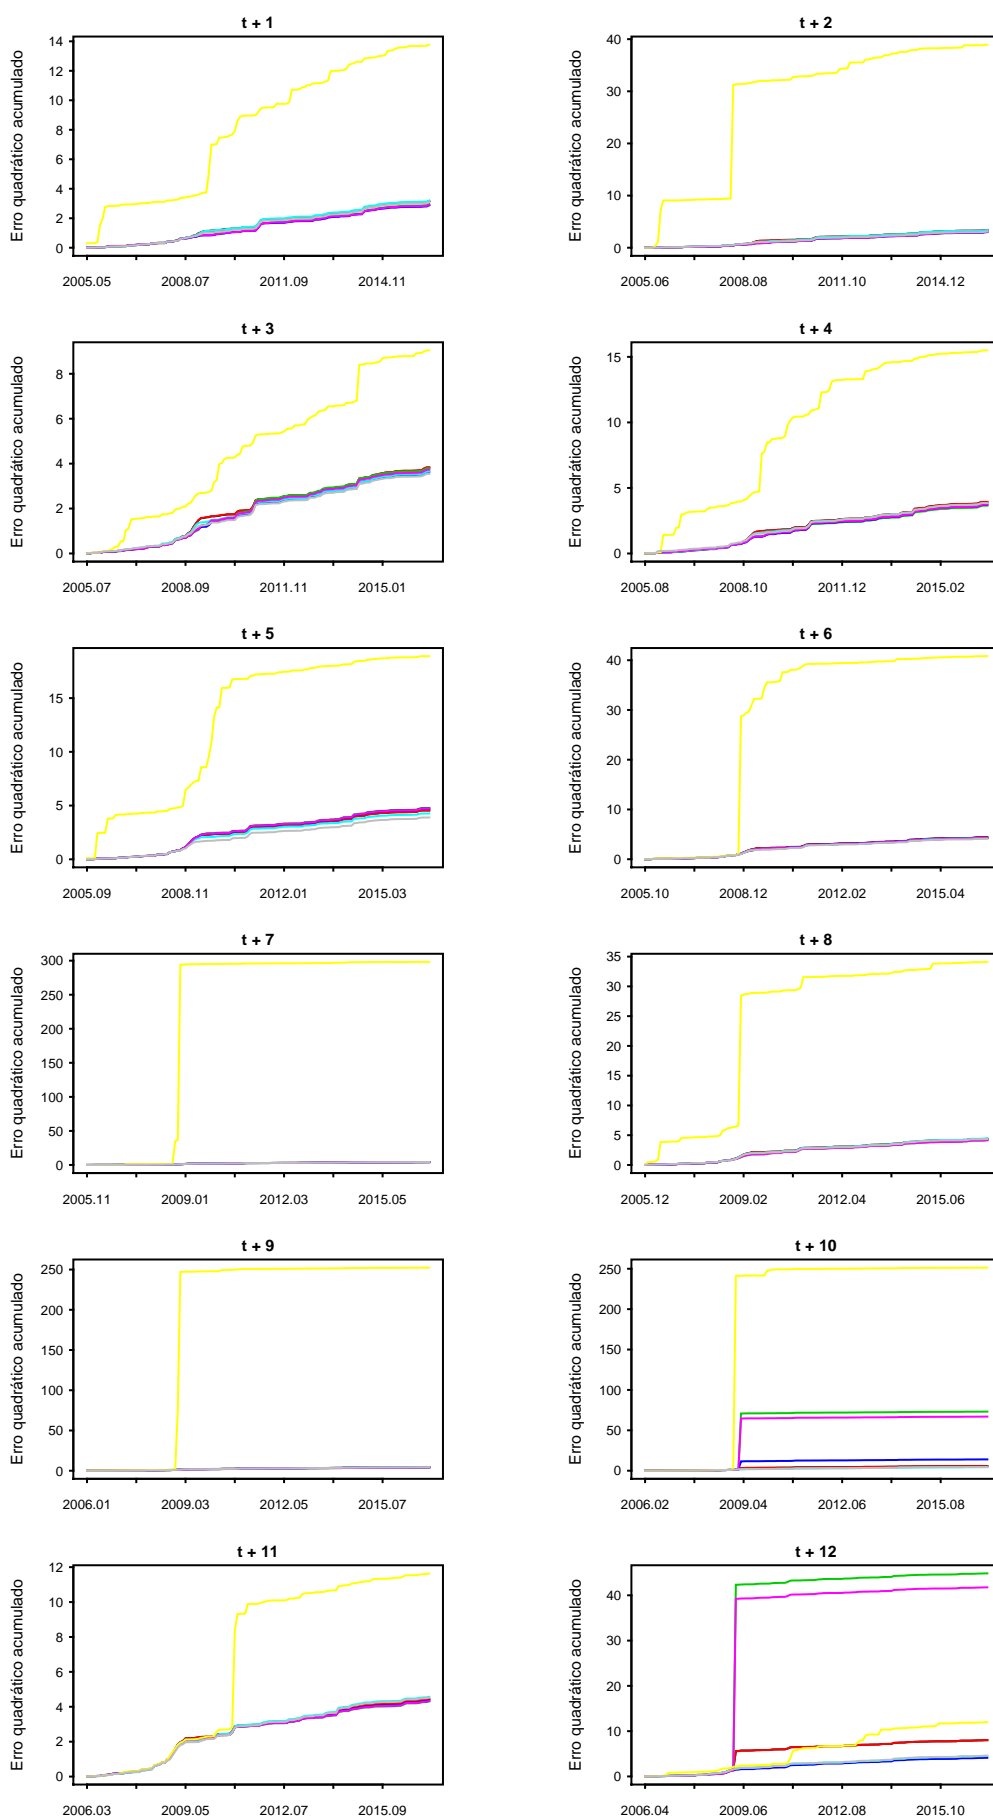 t + 1
Erro quadrático acumulado
14
12
10
8
6
4
2
0
2005.05 2008.07 2011.09 2014.11
t + 2
Erro quadrático acumulado
40
30
20
10
0
2005.06 2008.08 2011.10 2014.12
t + 3
Erro quadrático acumulado
8
6
4
2
0
2005.07 2008.09 2011.11 2015.01
t + 4
Erro quadrático acumulado
15
10
5
0
2005.08 2008.10 2011.12 2015.02
t + 5
Erro quadrático acumulado
15
10
5
0
2005.09 2008.11 2012.01 2015.03
t + 6
Erro quadrático acumulado
40
30
20
10
0
2005.10 2008.12 2012.02 2015.04
t + 7
Erro quadrático acumulado
300
250
200
150
100
50
0
2005.11 2009.01 2012.03 2015.05
t + 8
Erro quadrático acumulado
35
30
25
20
15
10
5
0
2005.12 2009.02 2012.04 2015.06
t + 9
Erro quadrático acumulado
250
200
150
100
50
0
2006.01 2009.03 2012.05 2015.07
t + 10
Erro quadrático acumulado
250
200
150
100
50
0
2006.02 2009.04 2012.06 2015.08
t + 11
Erro quadrático acumulado
12
10
8
6
4
2
0
2006.03 2009.05 2012.07 2015.09
t + 12
Erro quadrático acumulado
40
30
20
10
0
2006.04 2009.06 2012.08 2015.10